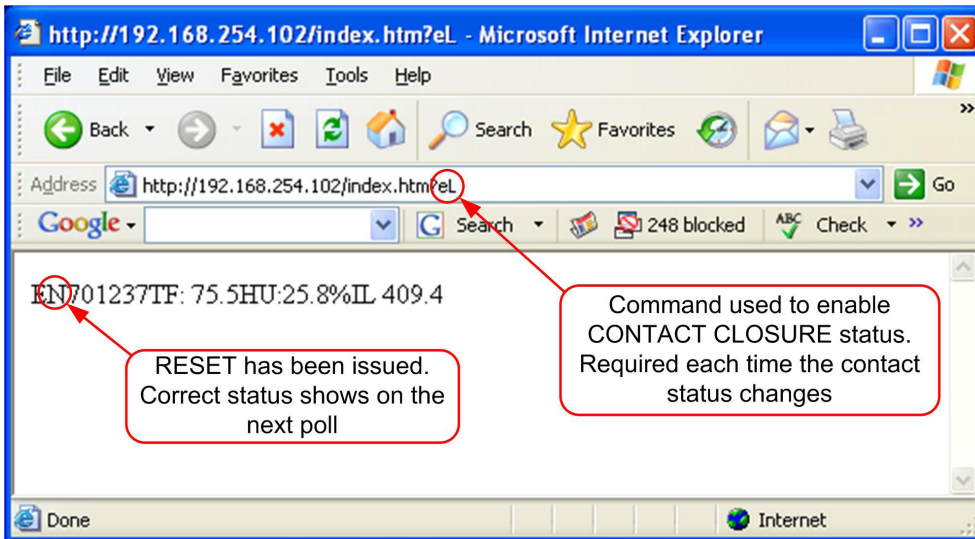 http://192.168.254.102/index.htm?eL - Microsoft Internet Explorer
File Edit View Favorites Tools Help
Back Search Favorites »
Address http://192.168.254.102/index.htm?eL Go
Google - G Search 248 blocked ABC Check »
EN701237TF: 75.5HU:25.8%IL 409.4
Command used to enable
CONTACT CLOSURE status.
Required each time the contact
status changes
RESET has been issued.
Correct status shows on the
next poll
Done Internet